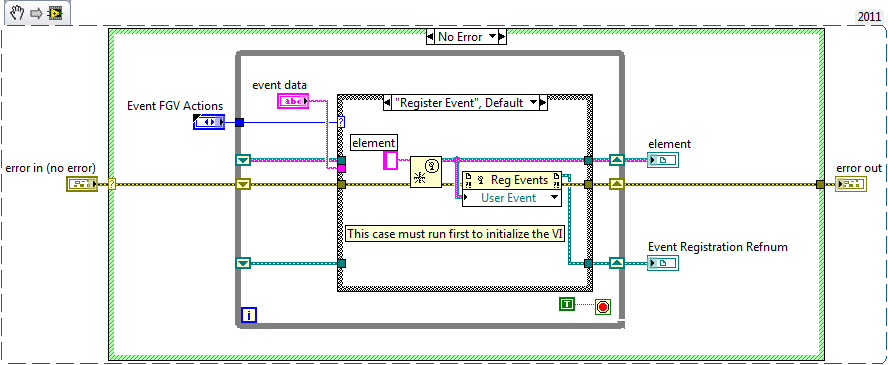 2011
No Error
event data
abc
Event FGV Actions
"Register Event", Default
?
element
element
error in (no error)
?
Reg Events
error out
User Event
This case must run first to initialize the VI
Event Registration Refnum
T
i